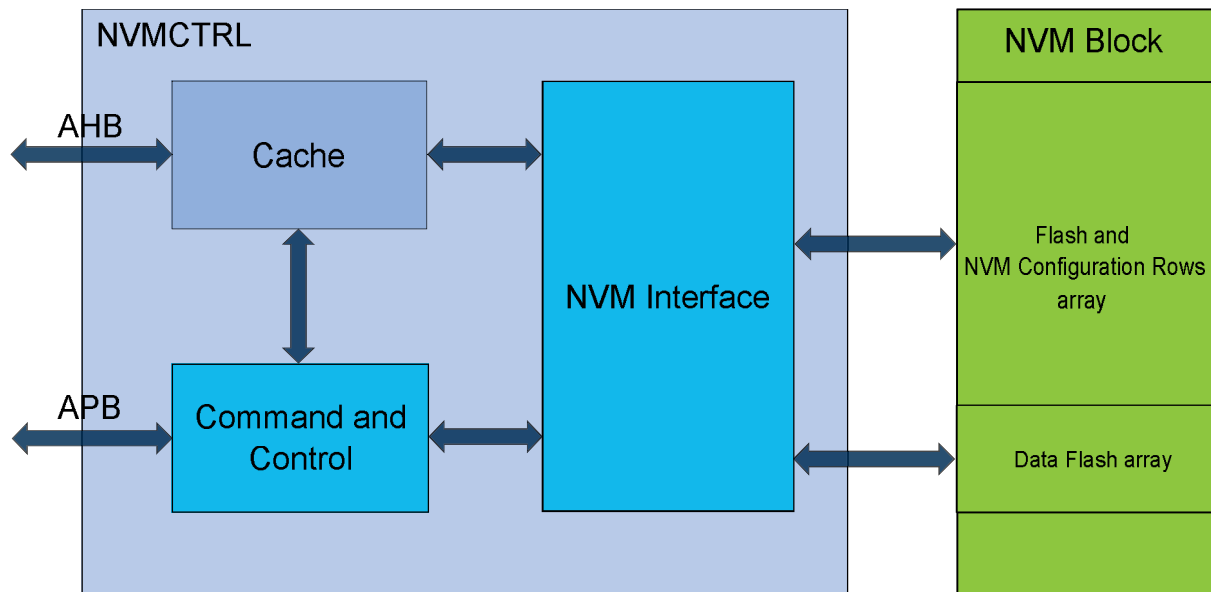 NVMCTRL
NVM Block
AHB
Cache
Flash and
NVM Configuration Rows
array
NVM Interface
APB
Command and
Control
Data Flash array